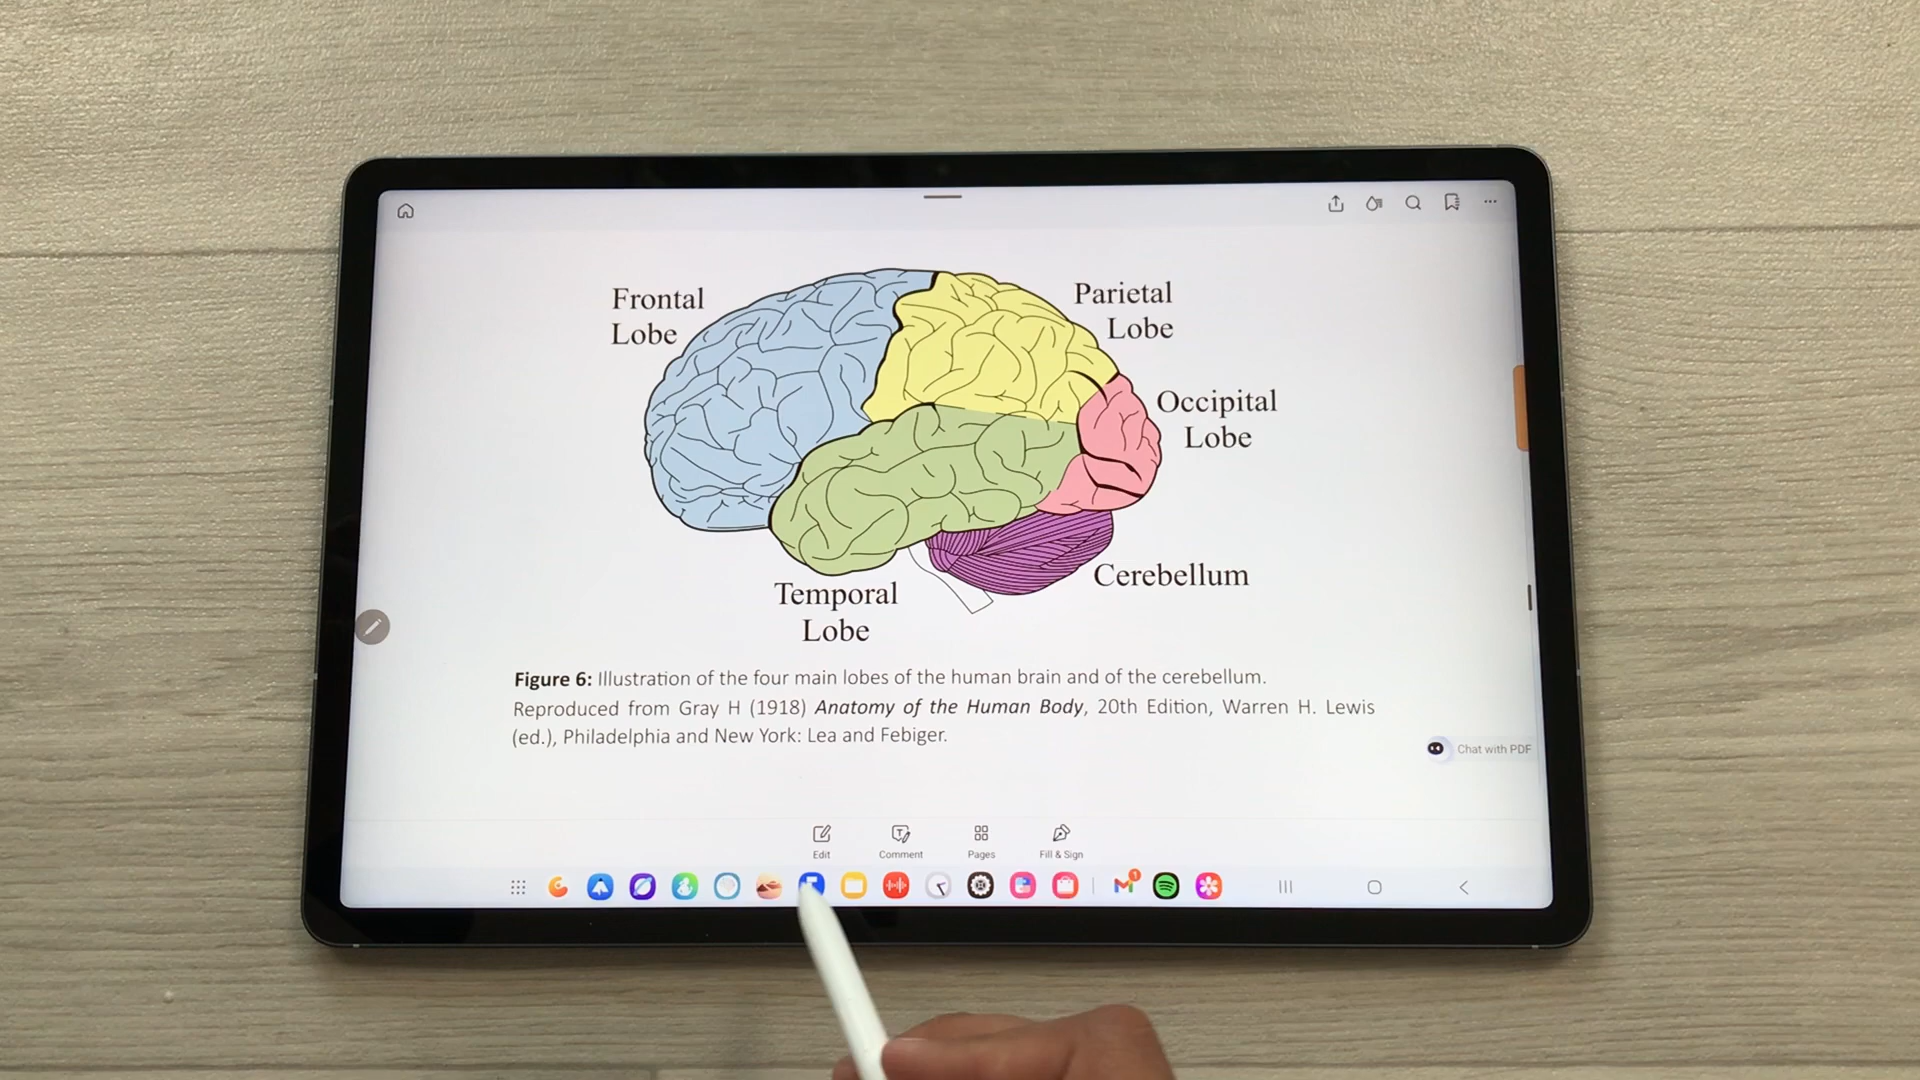 Frontal
Lobe
Parietal
Lobe
Occipital
Lobe
Cerebellum
Temporal
Lobe
Figure 6: Illustration of the four main lobes of the human brain and of the cerebellum.
Reproduced from Gray H (1918) Anatomy of the Human Body, 20th Edition, Warren H. Lewis
(ed.), Philadelphia and New York: Lea and Febiger.
Chat with PDF
Edit
Comment
Pages
Fill & Sign
1